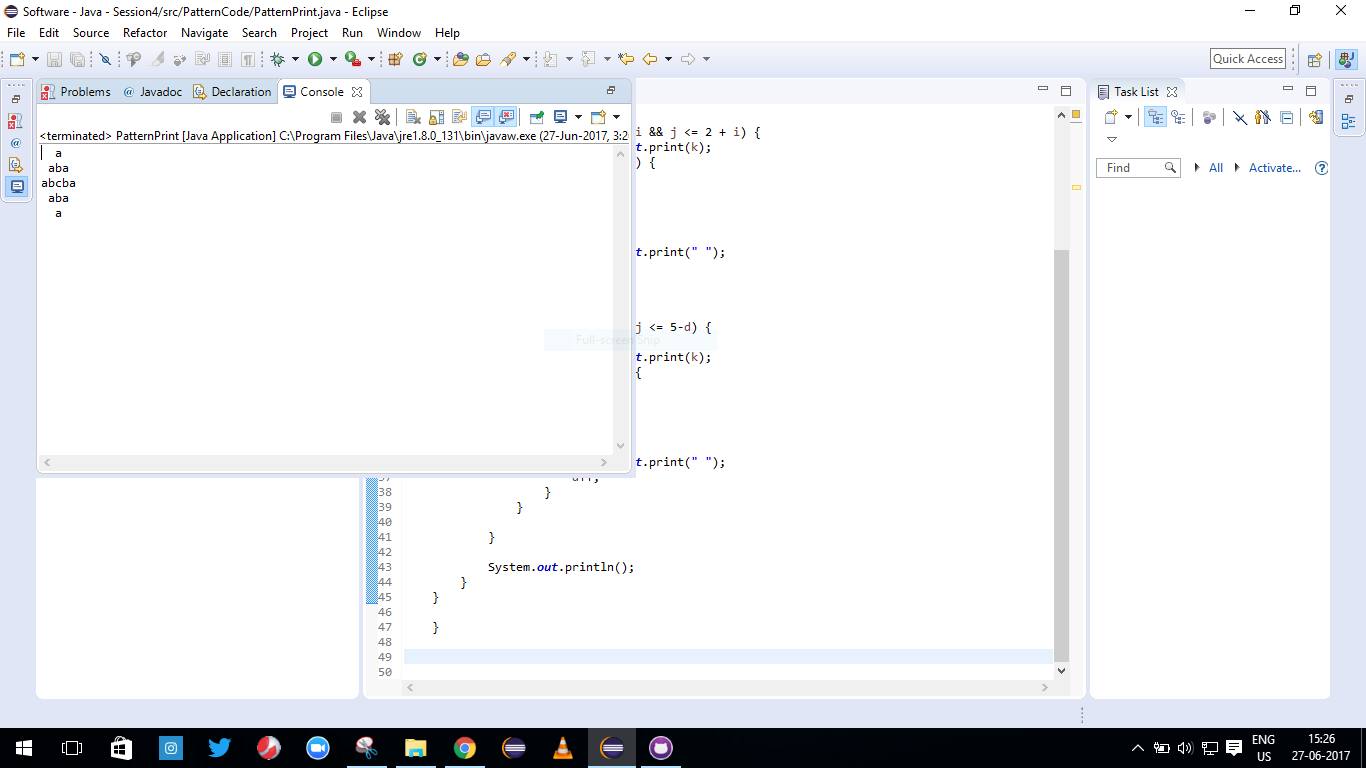 Software - Java - Session4/src/PatternCode/PatternPrint.java - Eclipse
File Edit Source Refactor Navigate Search Project Run Window Help
Quick Access
Problems @ Javadoc Declaration Console
<terminated> PatternPrint [Java Application] C:\Program Files\Java\jre1.8.0_131\bin\javaw.exe (27-Jun-2017, 3:2
  a
 aba
abcba
 aba
  a
i && j <= 2 + i) {
t.print(k);
) {
t.print(" ");
j <= 5-d) {
Full-screen Snip
t.print(k);
{
t.print(" ");
37
38 }
39 }
40
41 }
42
43 System.out.println();
44 }
45 }
46
47 }
48
49
50
Task List
Find All Activate...
ENG
US
15:26
27-06-2017